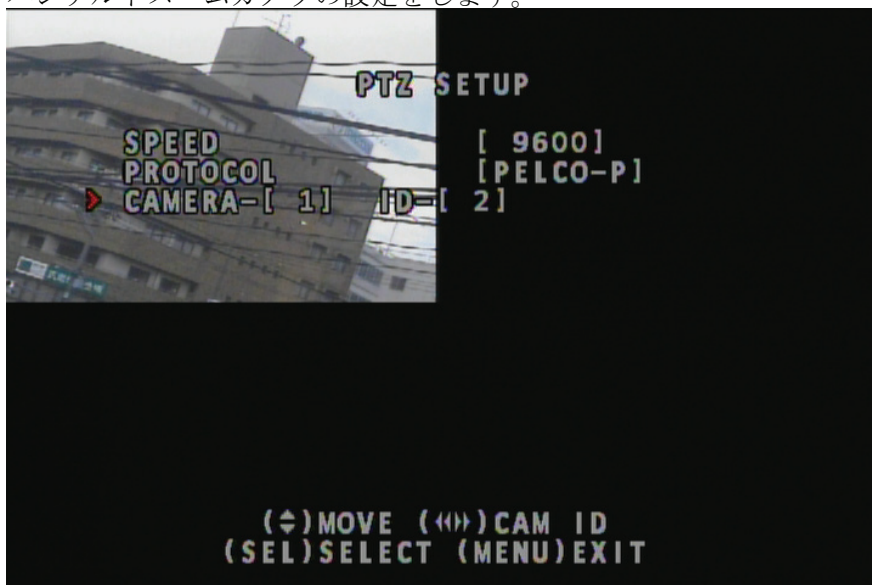 PTZ SETUP
SPEED [ 9600]
PROTOCOL [PELCO-P]
CAMERA-[ 1] ID-[ 2]
(♦)MOVE (◀◀▶▶)CAM ID
(SEL)SELECT (MENU)EXIT